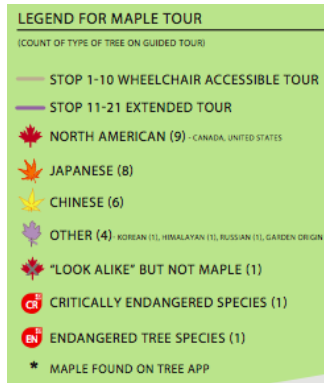 LEGEND FOR MAPLE TOUR
(COUNT OF TYPE OF TREE ON GUIDED TOUR)
STOP 1-10 WHEELCHAIR ACCESSIBLE TOUR
STOP 11-21 EXTENDED TOUR
NORTH AMERICAN (9) - CANADA, UNITED STATES
JAPANESE (8)
CHINESE (6)
OTHER (4)- KOREAN (1), HIMALAYAN (1), RUSSIAN (1), GARDEN ORIGIN
"LOOK ALIKE" BUT NOT MAPLE (1)
CR CRITICALLY ENDANGERED SPECIES (1)
EN ENDANGERED TREE SPECIES (1)
* MAPLE FOUND ON TREE APP